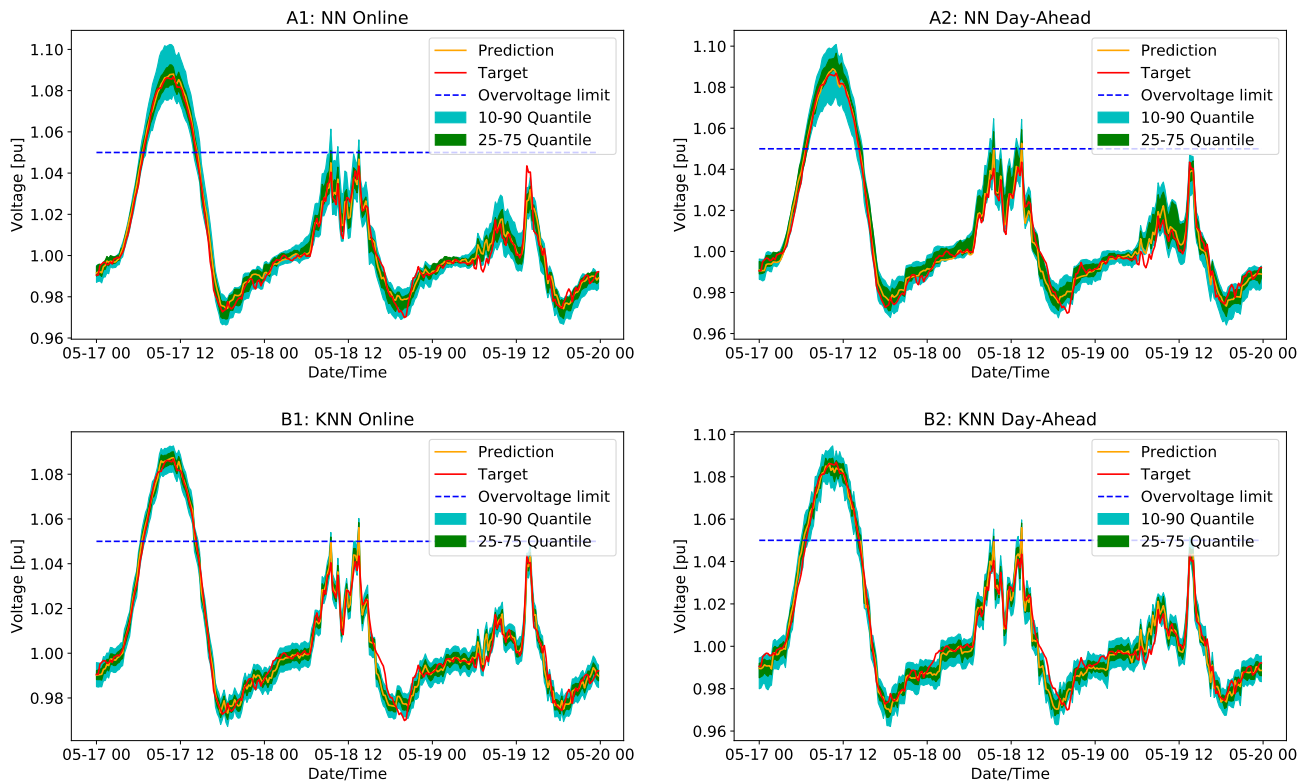 A1: NN Online
1.10
1.08
1.06
1.04
1.02
1.00
0.98
0.96
Voltage [pu]
Prediction
Target
Overvoltage limit
10-90 Quantile
25-75 Quantile
05-17 00 05-17 12 05-18 00 05-18 12 05-19 00 05-19 12 05-20 00
Date/Time
A2: NN Day-Ahead
1.10
1.08
1.06
1.04
1.02
1.00
0.98
0.96
Voltage [pu]
Prediction
Target
Overvoltage limit
10-90 Quantile
25-75 Quantile
05-17 00 05-17 12 05-18 00 05-18 12 05-19 00 05-19 12 05-20 00
Date/Time
B1: KNN Online
1.08
1.06
1.04
1.02
1.00
0.98
Voltage [pu]
Prediction
Target
Overvoltage limit
10-90 Quantile
25-75 Quantile
05-17 00 05-17 12 05-18 00 05-18 12 05-19 00 05-19 12 05-20 00
Date/Time
B2: KNN Day-Ahead
1.10
1.08
1.06
1.04
1.02
1.00
0.98
0.96
Voltage [pu]
Prediction
Target
Overvoltage limit
10-90 Quantile
25-75 Quantile
05-17 00 05-17 12 05-18 00 05-18 12 05-19 00 05-19 12 05-20 00
Date/Time